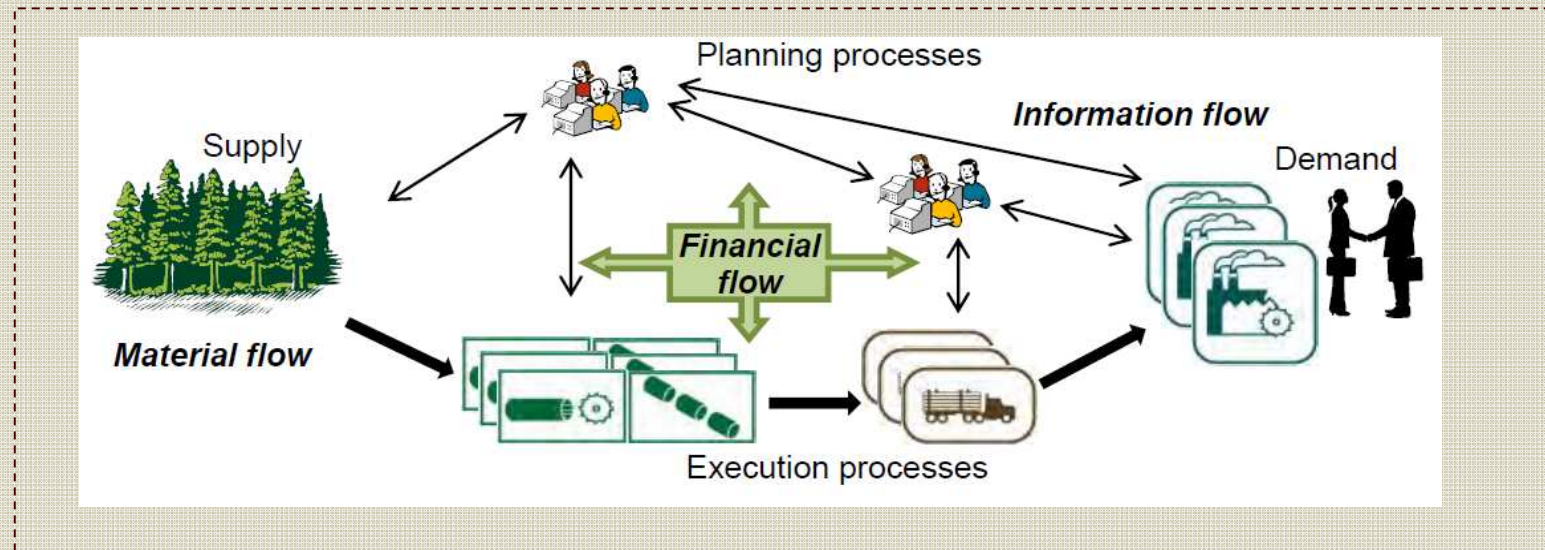 Planning processes
Information flow
Supply
Demand
Financial
flow
Material flow
Execution processes